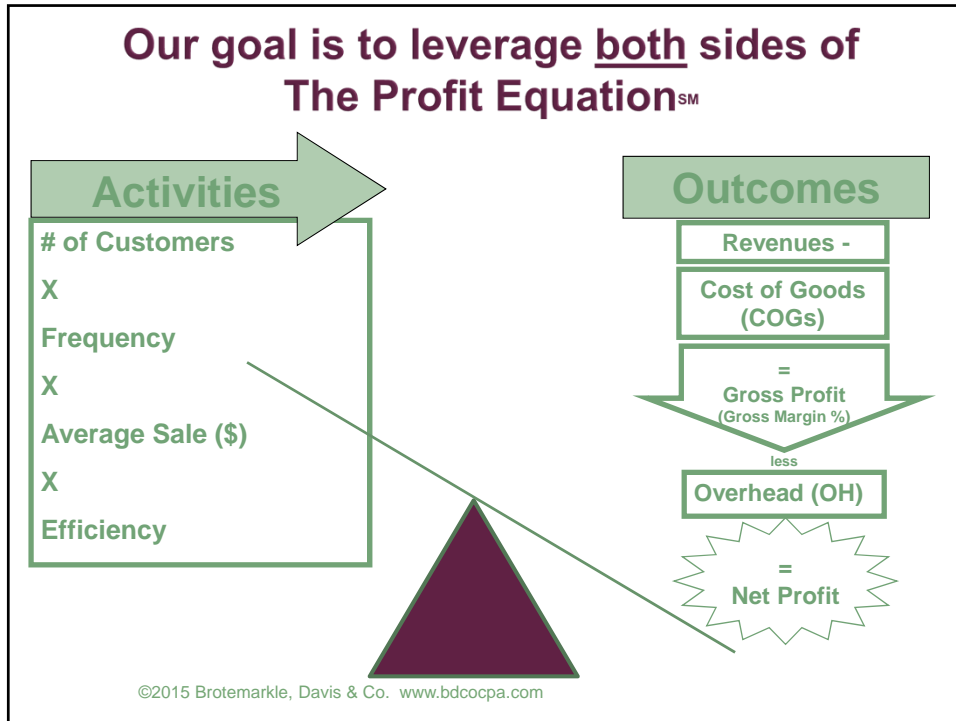 Our goal is to leverage both sides of
The Profit Equation℠
Activities
# of Customers
X
Frequency
X
Average Sale ($)
X
Efficiency
Outcomes
Revenues -
Cost of Goods
(COGs)
=
Gross Profit
(Gross Margin %)
less
Overhead (OH)
=
Net Profit
©2015 Brotemarkle, Davis & Co. www.bdcocpa.com